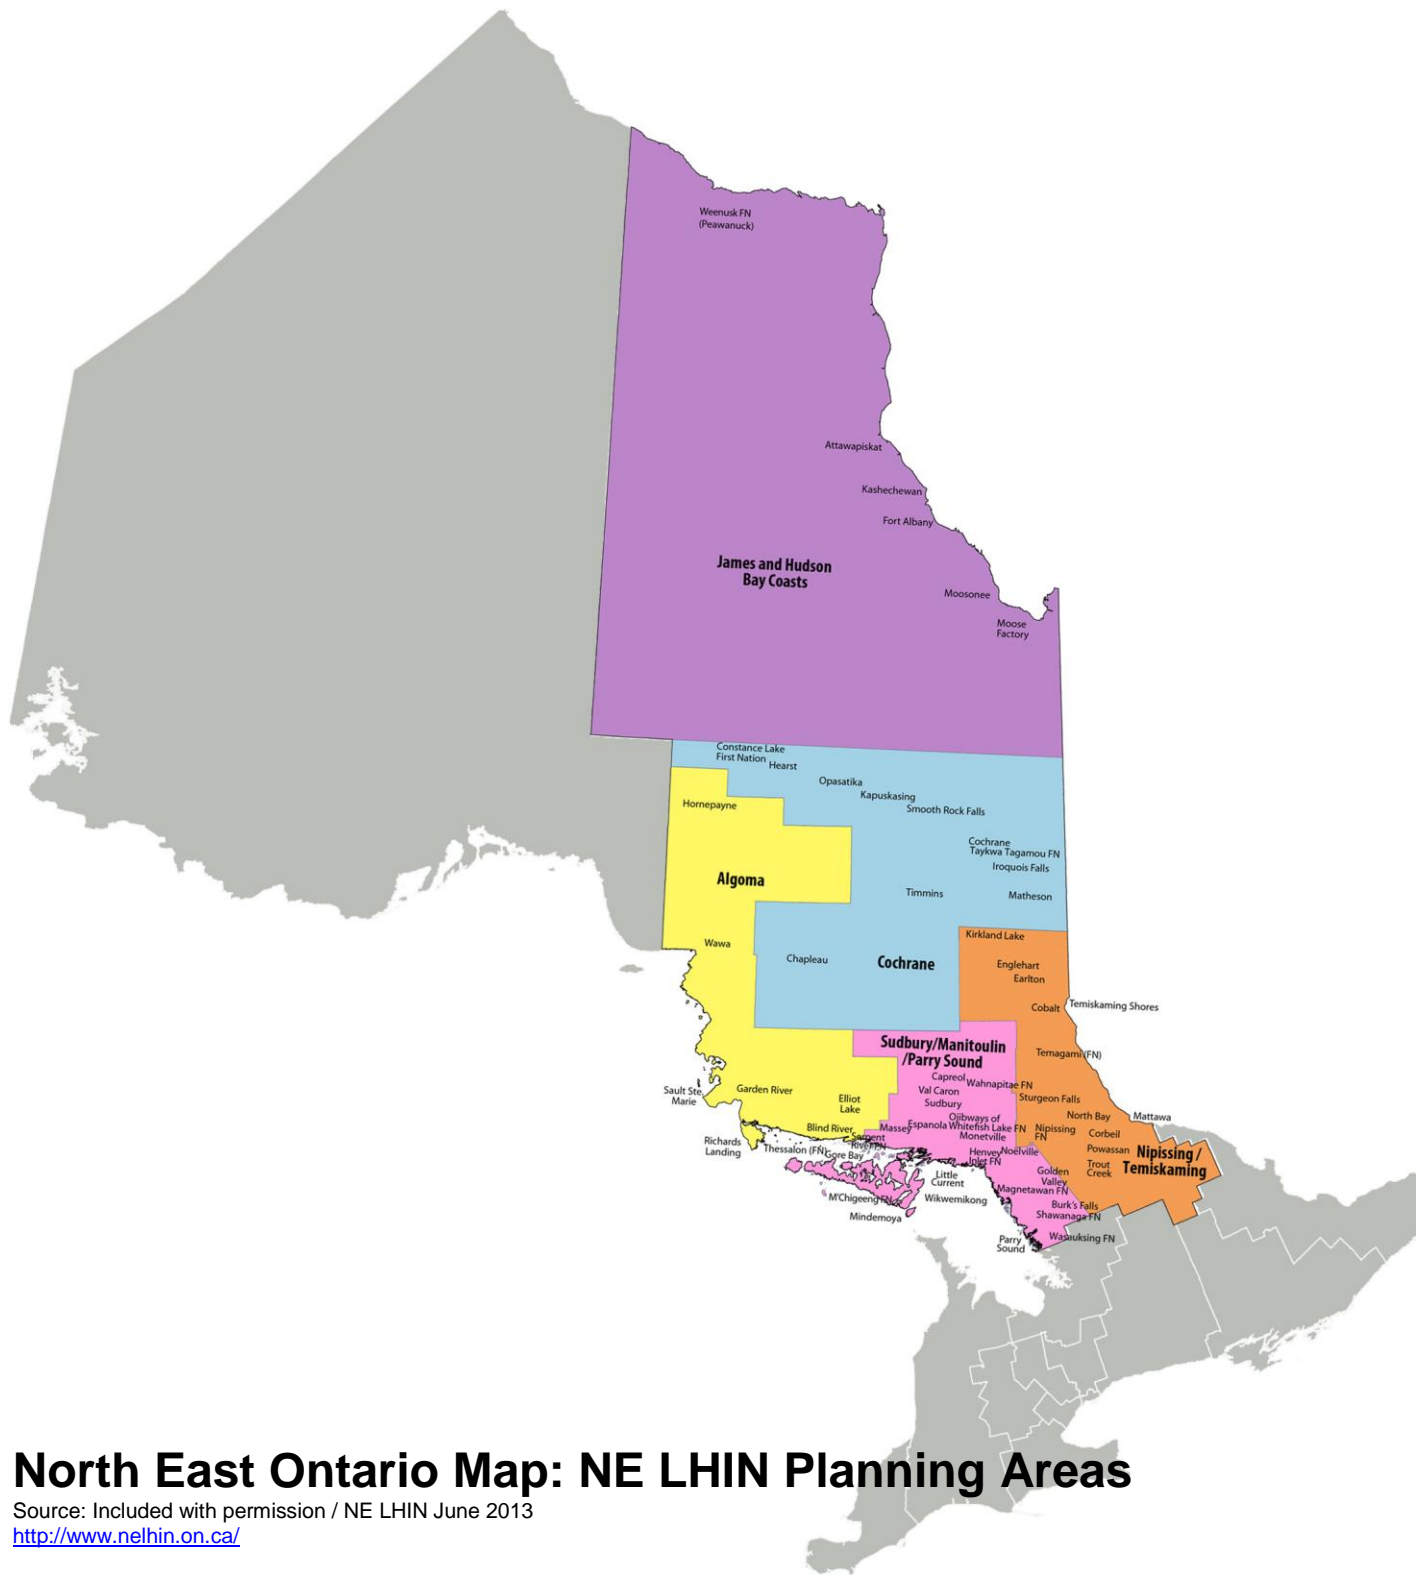 Weenusk FN
(Peawanuck)
Attawapiskat
Kashechewan
Fort Albany
James and Hudson
Bay Coasts
Moosonee
Moose
Factory
Constance Lake
First Nation
Hearst
Opasatika
Kapuskasing
Smooth Rock Falls
Hornepayne
Cochrane
Taykwa Tagamou FN
Iroquois Falls
Algoma
Timmins
Matheson
Kirkland Lake
Wawa
Chapleau
Cochrane
Englehart
Earlton
Cobalt
Temiskaming Shores
Sudbury/Manitoulin
/Parry Sound
Temagami (FN)
Capreol
Wahnapitae FN
Val Caron
Sudbury
Sault Ste.
Marie
Garden River
Elliot
Lake
Sturgeon Falls
North Bay
Mattawa
Ojibways of
Whitefish Lake FN
Blind River
Massey
Espanola
Monetville
Nipissing
FN
Corbeil
Richards
Landing
Thessalon (FN)
Serpent
River FN
Gore Bay
Henvey
Inlet FN
Noelville
Powassan
Nipissing /
Temiskaming
Trout
Creek
Golden
Valley
Little
Current
Magnetawan FN
M'Chigeeng FN
Wikwemikong
Mindemoya
Burk's Falls
Shawanaga FN
Parry
Sound
Wasauksing FN
North East Ontario Map: NE LHIN Planning Areas
Source: Included with permission / NE LHIN June 2013
http://www.nelhin.on.ca/